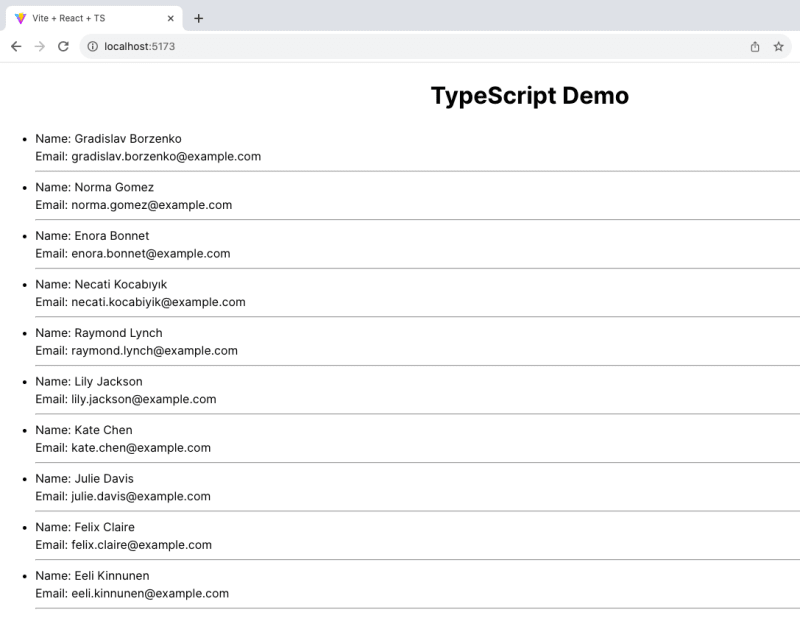 Vite + React + TS
localhost:5173
TypeScript Demo
Name: Gradislav Borzenko
Email: gradislav.borzenko@example.com
Name: Norma Gomez
Email: norma.gomez@example.com
Name: Enora Bonnet
Email: enora.bonnet@example.com
Name: Necati Kocabıyık
Email: necati.kocabiyik@example.com
Name: Raymond Lynch
Email: raymond.lynch@example.com
Name: Lily Jackson
Email: lily.jackson@example.com
Name: Kate Chen
Email: kate.chen@example.com
Name: Julie Davis
Email: julie.davis@example.com
Name: Felix Claire
Email: felix.claire@example.com
Name: Eeli Kinnunen
Email: eeli.kinnunen@example.com